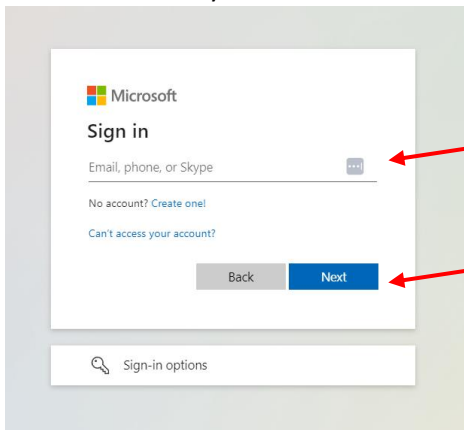 Microsoft
Sign in
Email, phone, or Skype
No account? Create one!
Can't access your account?
Back Next
Sign-in options